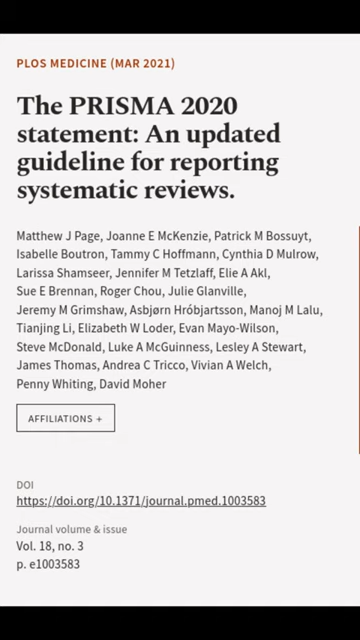 PLOS MEDICINE (MAR 2021)
The PRISMA 2020
statement: An updated
guideline for reporting
systematic reviews.
Matthew J Page, Joanne E McKenzie, Patrick M Bossuyt,
Isabelle Boutron, Tammy C Hoffmann, Cynthia D Mulrow,
Larissa Shamseer, Jennifer M Tetzlaff, Elie A Akl,
Sue E Brennan, Roger Chou, Julie Glanville,
Jeremy M Grimshaw, Asbjørn Hróbjartsson, Manoj M Lalu,
Tianjing Li, Elizabeth W Loder, Evan Mayo-Wilson,
Steve McDonald, Luke A McGuinness, Lesley A Stewart,
James Thomas, Andrea C Tricco, Vivian A Welch,
Penny Whiting, David Moher
AFFILIATIONS +
DOI
https://doi.org/10.1371/journal.pmed.1003583
Journal volume & issue
Vol. 18, no. 3
p. e1003583